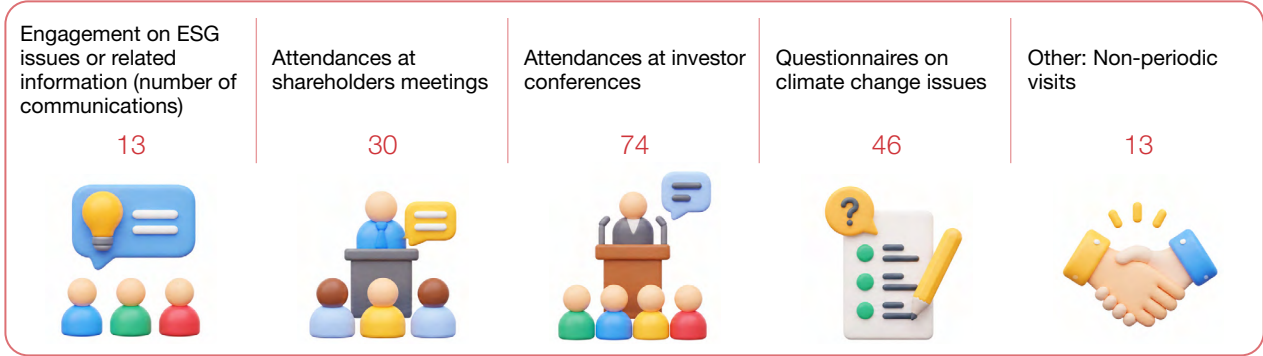 Engagement on ESG
issues or related
information (number of
communications)
13
Attendances at
shareholders meetings
30
Attendances at investor
conferences
74
Questionnaires on
climate change issues
46
Other: Non-periodic
visits
13
?